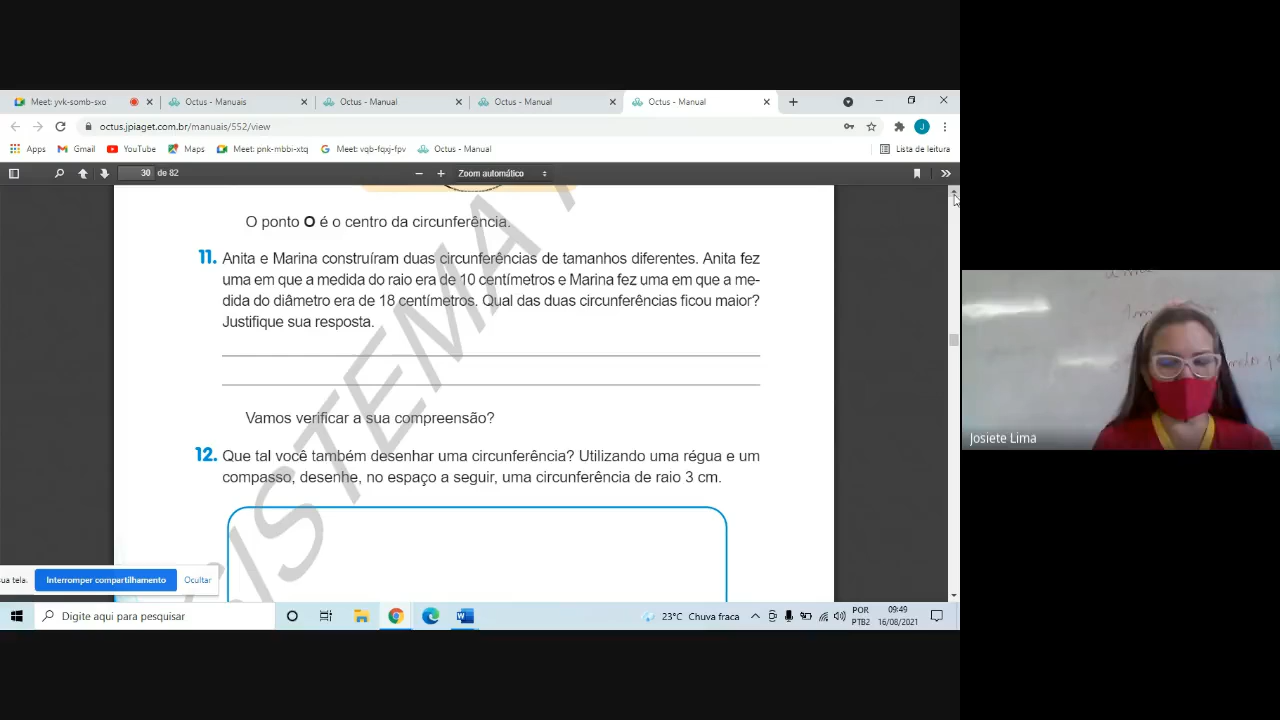 Meet: yvk-somb-sxo
Octus - Manuais
Octus - Manual
Octus - Manual
Octus - Manual
octus.jpiaget.com.br/manuais/552/view
Apps
Gmail
YouTube
Maps
Meet: pnk-mbbi-xtq
Meet: vqb-fqxj-fpv
Octus - Manual
Lista de leitura
30 de 82
Zoom automático
O ponto O é o centro da circunferência.
11. Anita e Marina construíram duas circunferências de tamanhos diferentes. Anita fez
uma em que a medida do raio era de 10 centímetros e Marina fez uma em que a me-
dida do diâmetro era de 18 centímetros. Qual das duas circunferências ficou maior?
Justifique sua resposta.
Vamos verificar a sua compreensão?
12. Que tal você também desenhar uma circunferência? Utilizando uma régua e um
compasso, desenhe, no espaço a seguir, uma circunferência de raio 3 cm.
SISTEMA
sua tela.
Interromper compartilhamento
Ocultar
Digite aqui para pesquisar
23°C Chuva fraca
POR
PTB2
09:49
16/08/2021
J
Josiete Lima